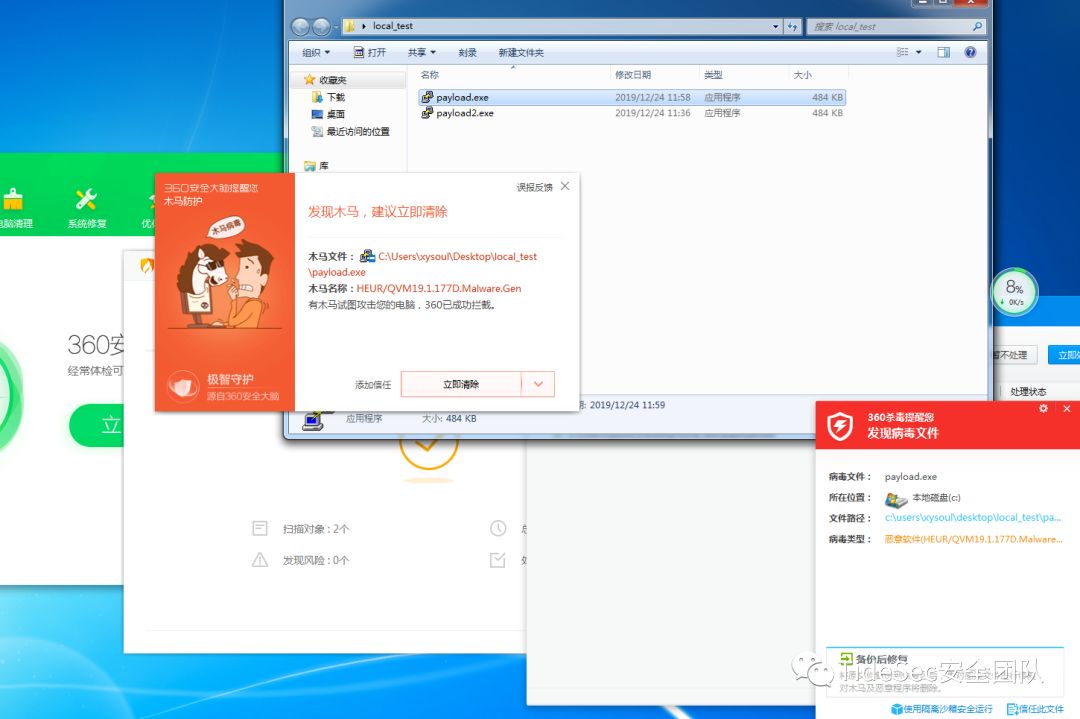 local_test
搜索 local_test
组织 打开 共享 刻录 新建文件夹
收藏夹
下载
桌面
最近访问的位置
库
名称 修改日期 类型 大小
payload.exe 2019/12/24 11:58 应用程序 484 KB
payload2.exe 2019/12/24 11:36 应用程序 484 KB
电脑清理 系统修复 优
360安全大脑提醒您
木马防护
木马病毒
极智守护
源自360安全大脑
误报反馈
发现木马，建议立即清除
木马文件： C:\Users\xysoul\Desktop\local_test
\payload.exe
木马名称：HEUR/QVM19.1.177D.Malware.Gen
有木马试图攻击您的电脑，360已成功拦截。
添加信任 立即清除
360安
经常体检可
立
应用程序 大小: 484 KB
2019/12/24 11:59
扫描对象 : 2个
发现风险 : 0个
8%
0K/s
暂不处理 立即
处理状态
360杀毒提醒您
发现病毒文件
病毒文件： payload.exe
所在位置： 本地磁盘(c:)
文件路径： c:\users\xysoul\desktop\local_test\pa...
病毒类型： 恶意软件(HEUR/QVM19.1.177D.Malware...
备份后修复
对木马及恶意程序将删除。
TideSec安全团队
使用隔离沙箱安全运行 信任此文件